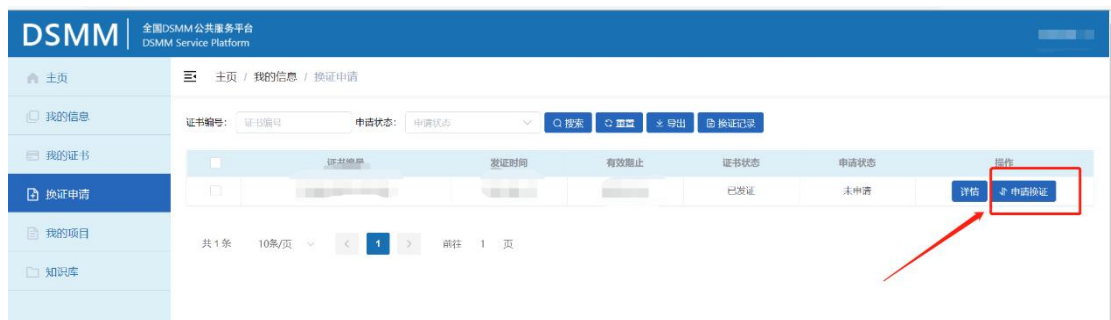 DSMM 全国DSMM公共服务平台
DSMM Service Platform
主页
我的信息
我的证书
换证申请
我的项目
知识库
主页 / 我的信息 / 换证申请
证书编号： 证书编号 申请状态： 申请状态 搜索 重置 导出 换证记录
证书编号 发证时间 有效期止 证书状态 申请状态 操作
已发证 未申请 详情 申请换证
共 1 条 10条/页 < 1 > 前往 1 页